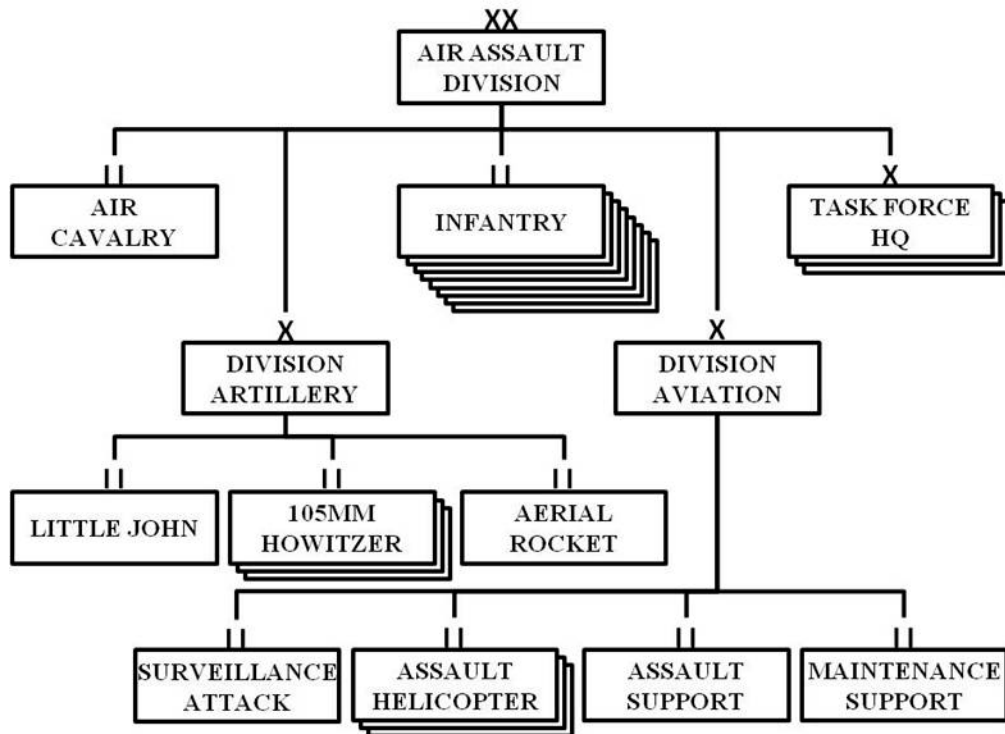 XX
AIR ASSAULT
DIVISION
II
AIR
CAVALRY
II
INFANTRY
X
TASK FORCE
HQ
X
DIVISION
ARTILLERY
X
DIVISION
AVIATION
II
LITTLE JOHN
II
105MM
HOWITZER
II
AERIAL
ROCKET
II
SURVEILLANCE
ATTACK
II
ASSAULT
HELICOPTER
II
ASSAULT
SUPPORT
II
MAINTENANCE
SUPPORT